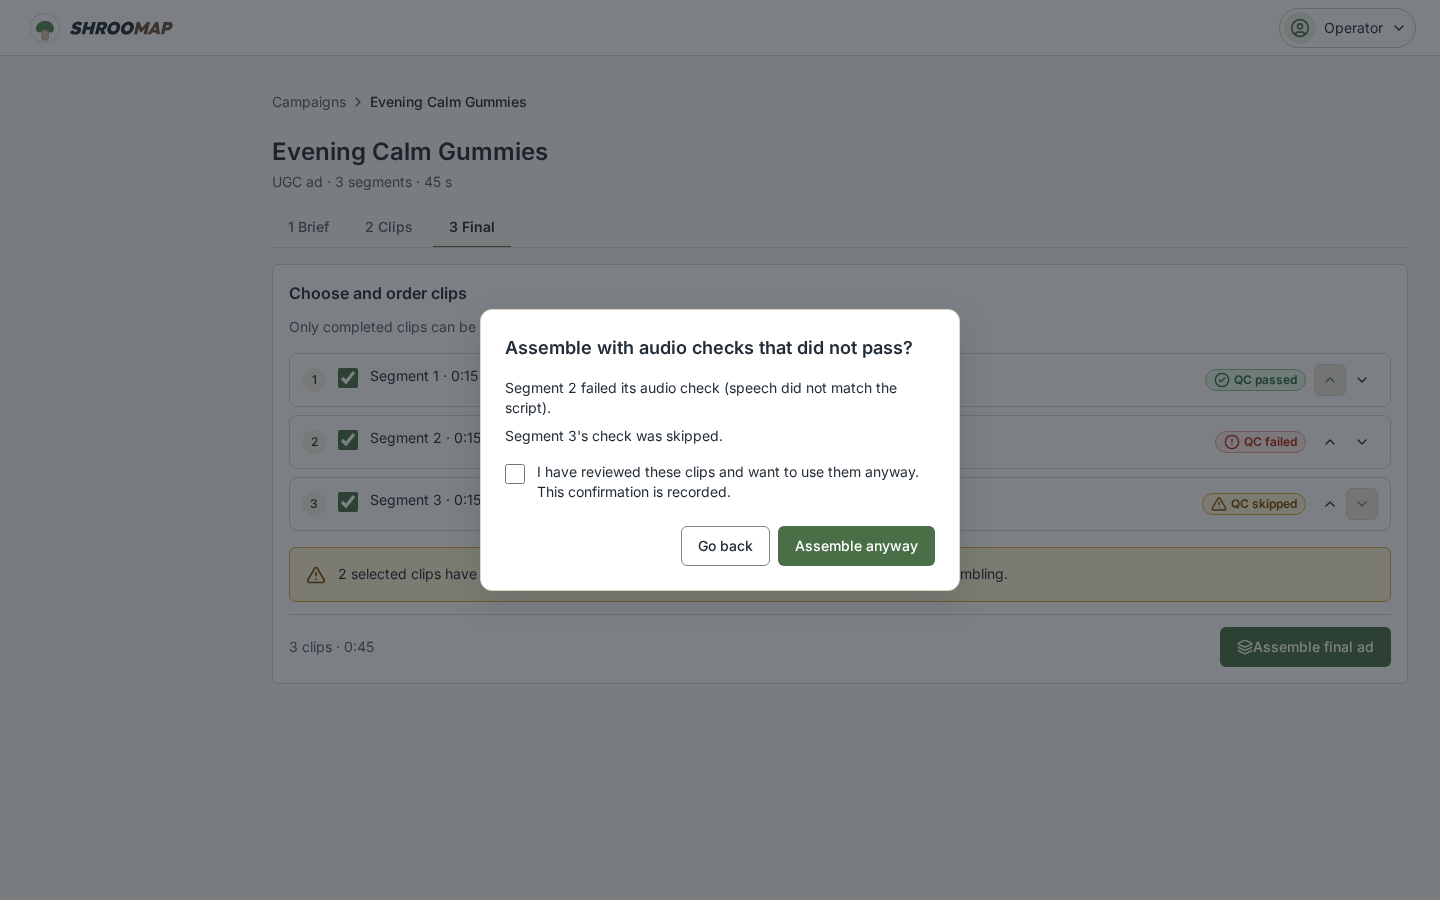 SHROOMAP
Operator
Campaigns
Evening Calm Gummies
Evening Calm Gummies
UGC ad · 3 segments · 45 s
1 Brief
2 Clips
3 Final
Choose and order clips
Only completed clips can be
1
Segment 1 · 0:15
QC passed
2
Segment 2 · 0:15
QC failed
3
Segment 3 · 0:15
QC skipped
2 selected clips have
mbling.
3 clips · 0:45
Assemble final ad
Assemble with audio checks that did not pass?
Segment 2 failed its audio check (speech did not match the
script).
Segment 3's check was skipped.
I have reviewed these clips and want to use them anyway.
This confirmation is recorded.
Go back
Assemble anyway